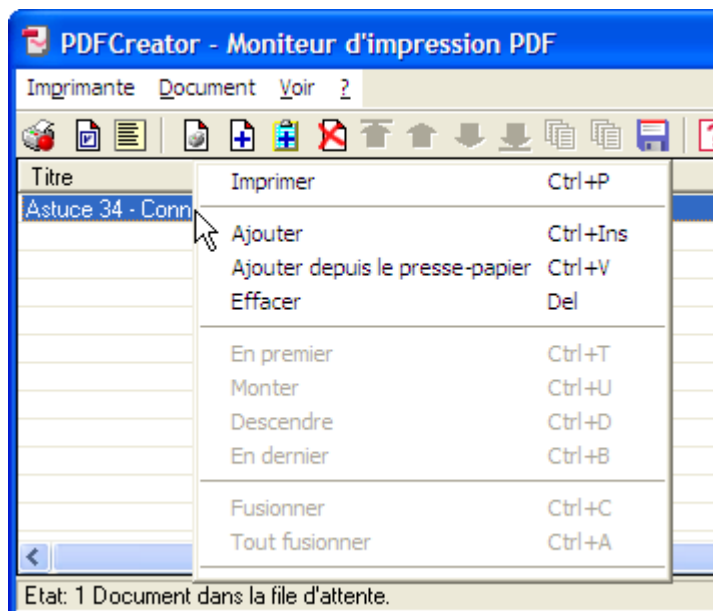 PDFCreator - Moniteur d'impression PDF
Imprimante Document Voir ?
Titre
Astuce 34 - Conn
Imprimer Ctrl+P
Ajouter Ctrl+Ins
Ajouter depuis le presse-papier Ctrl+V
Effacer Del
En premier Ctrl+T
Monter Ctrl+U
Descendre Ctrl+D
En dernier Ctrl+B
Fusionner Ctrl+C
Tout fusionner Ctrl+A
Etat: 1 Document dans la file d'attente.